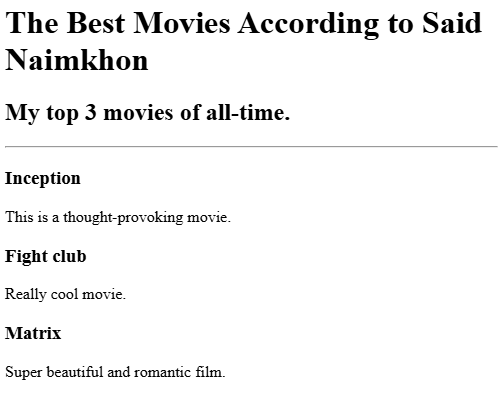 The Best Movies According to Said
Naimkhon
My top 3 movies of all-time.
Inception
This is a thought-provoking movie.
Fight club
Really cool movie.
Matrix
Super beautiful and romantic film.